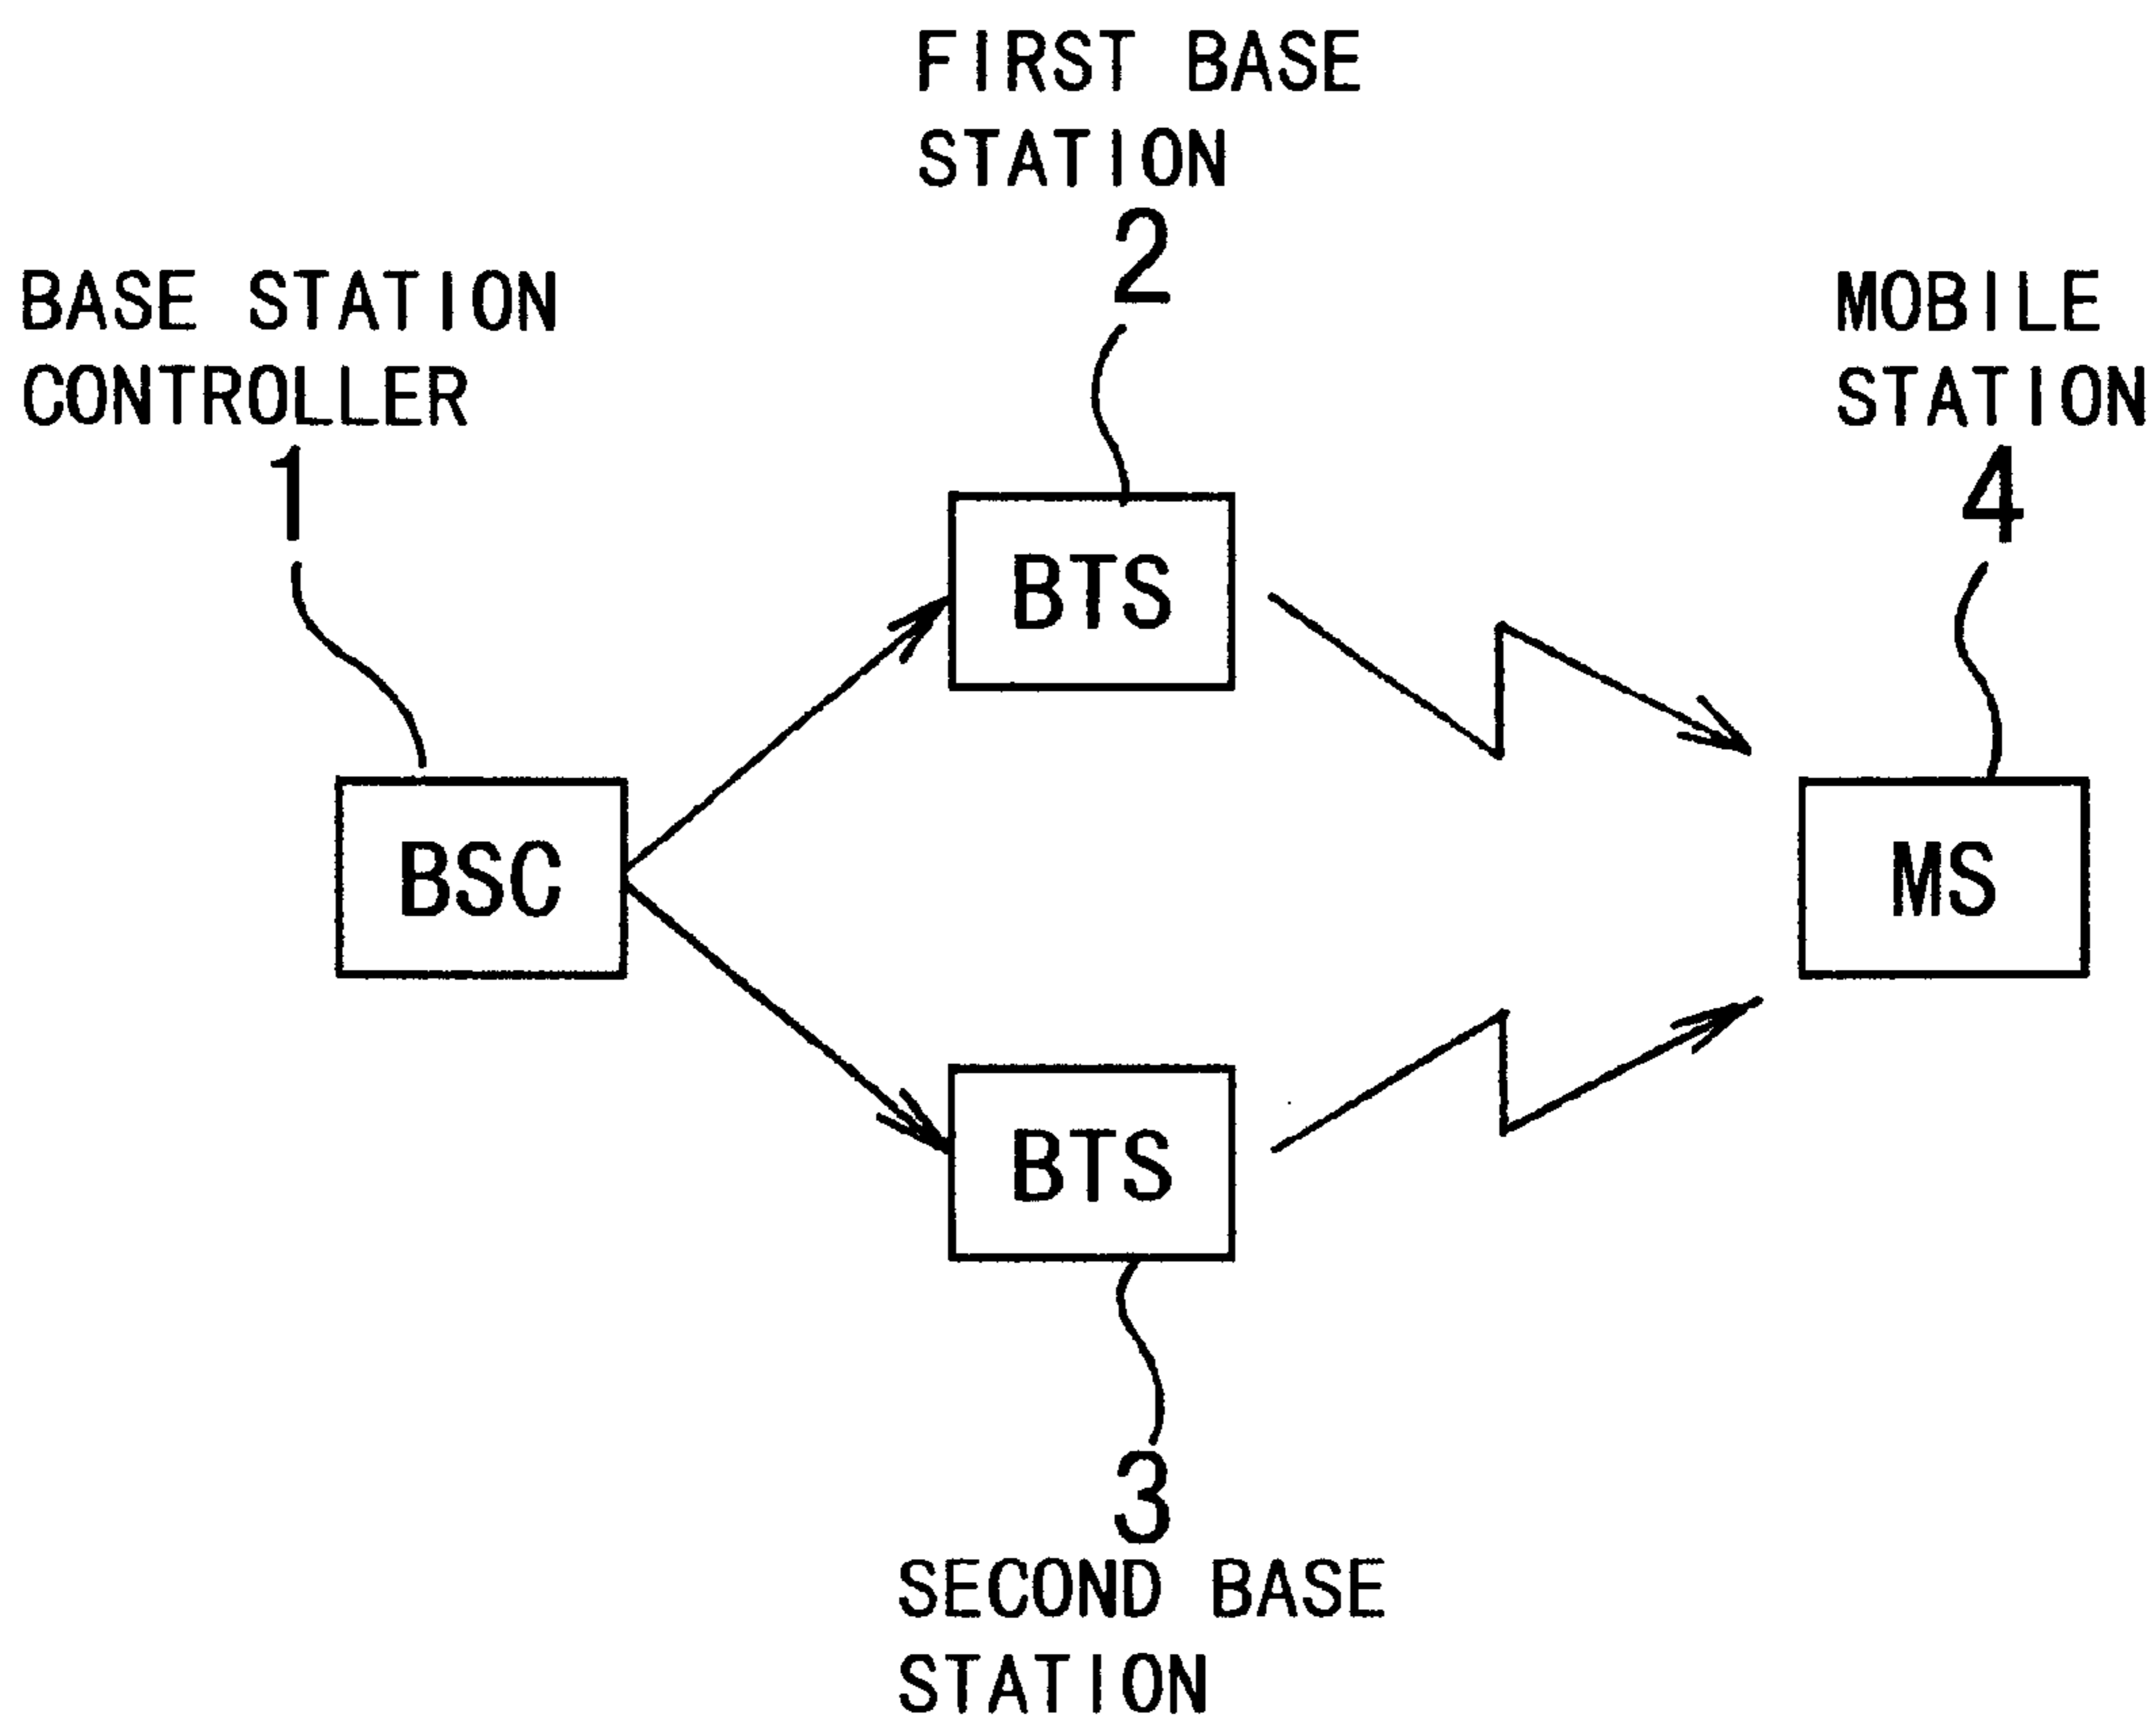 FIRST BASE
STATION
2
BASE STATION
CONTROLLER
1
MOBILE
STATION
4
BTS
BSC
MS
BTS
3
SECOND BASE
STATION